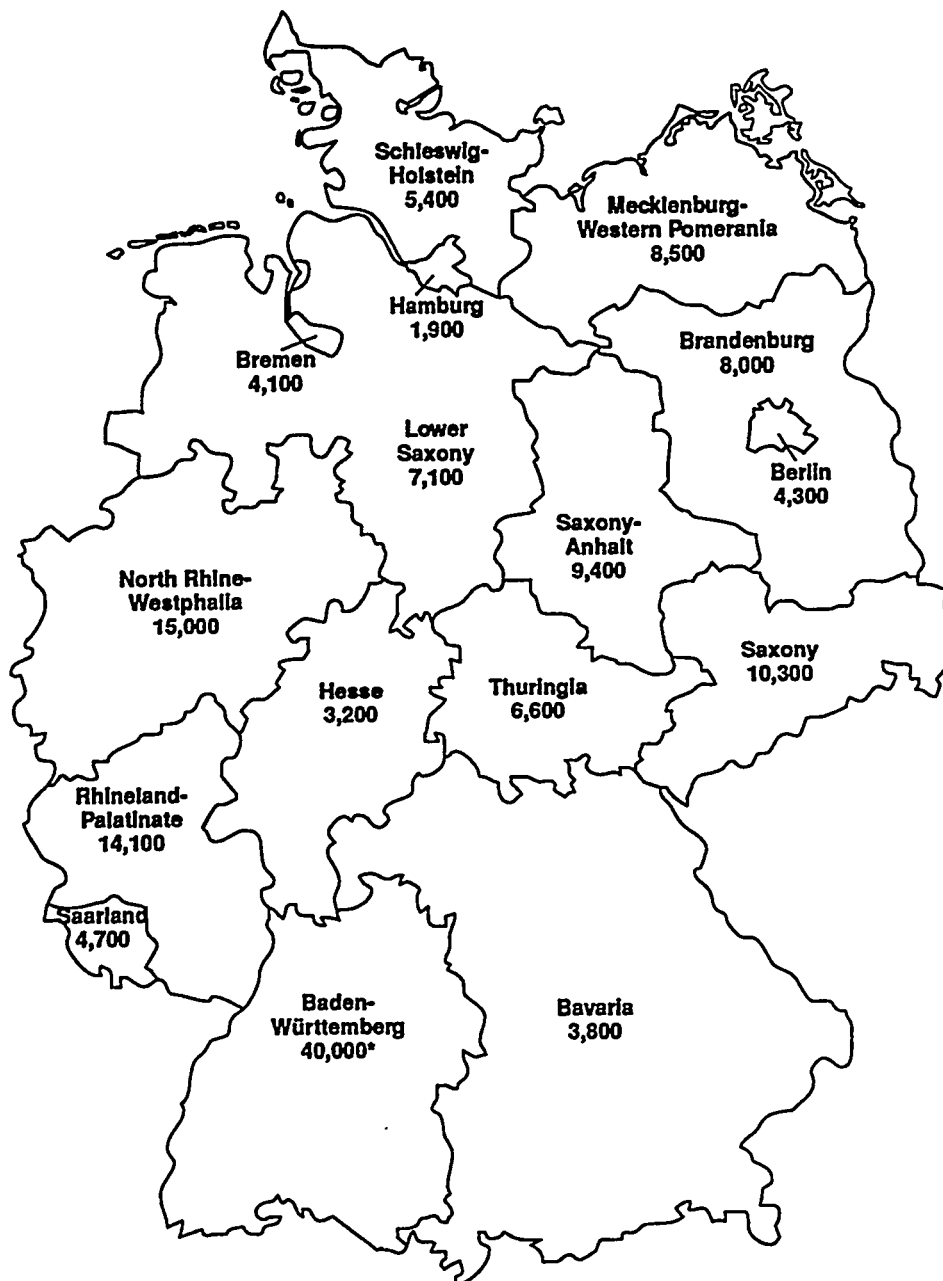 Schleswig-
Holstein
5,400
Mecklenburg-
Western Pomerania
8,500
Hamburg
1,900
Bremen
4,100
Brandenburg
8,000
Lower
Saxony
7,100
Berlin
4,300
Saxony-
Anhalt
9,400
North Rhine-
Westphalia
15,000
Saxony
10,300
Hesse
3,200
Thuringia
6,600
Rhineland-
Palatinate
14,100
Saarland
4,700
Baden-
Württemberg
40,000*
Bavaria
3,800